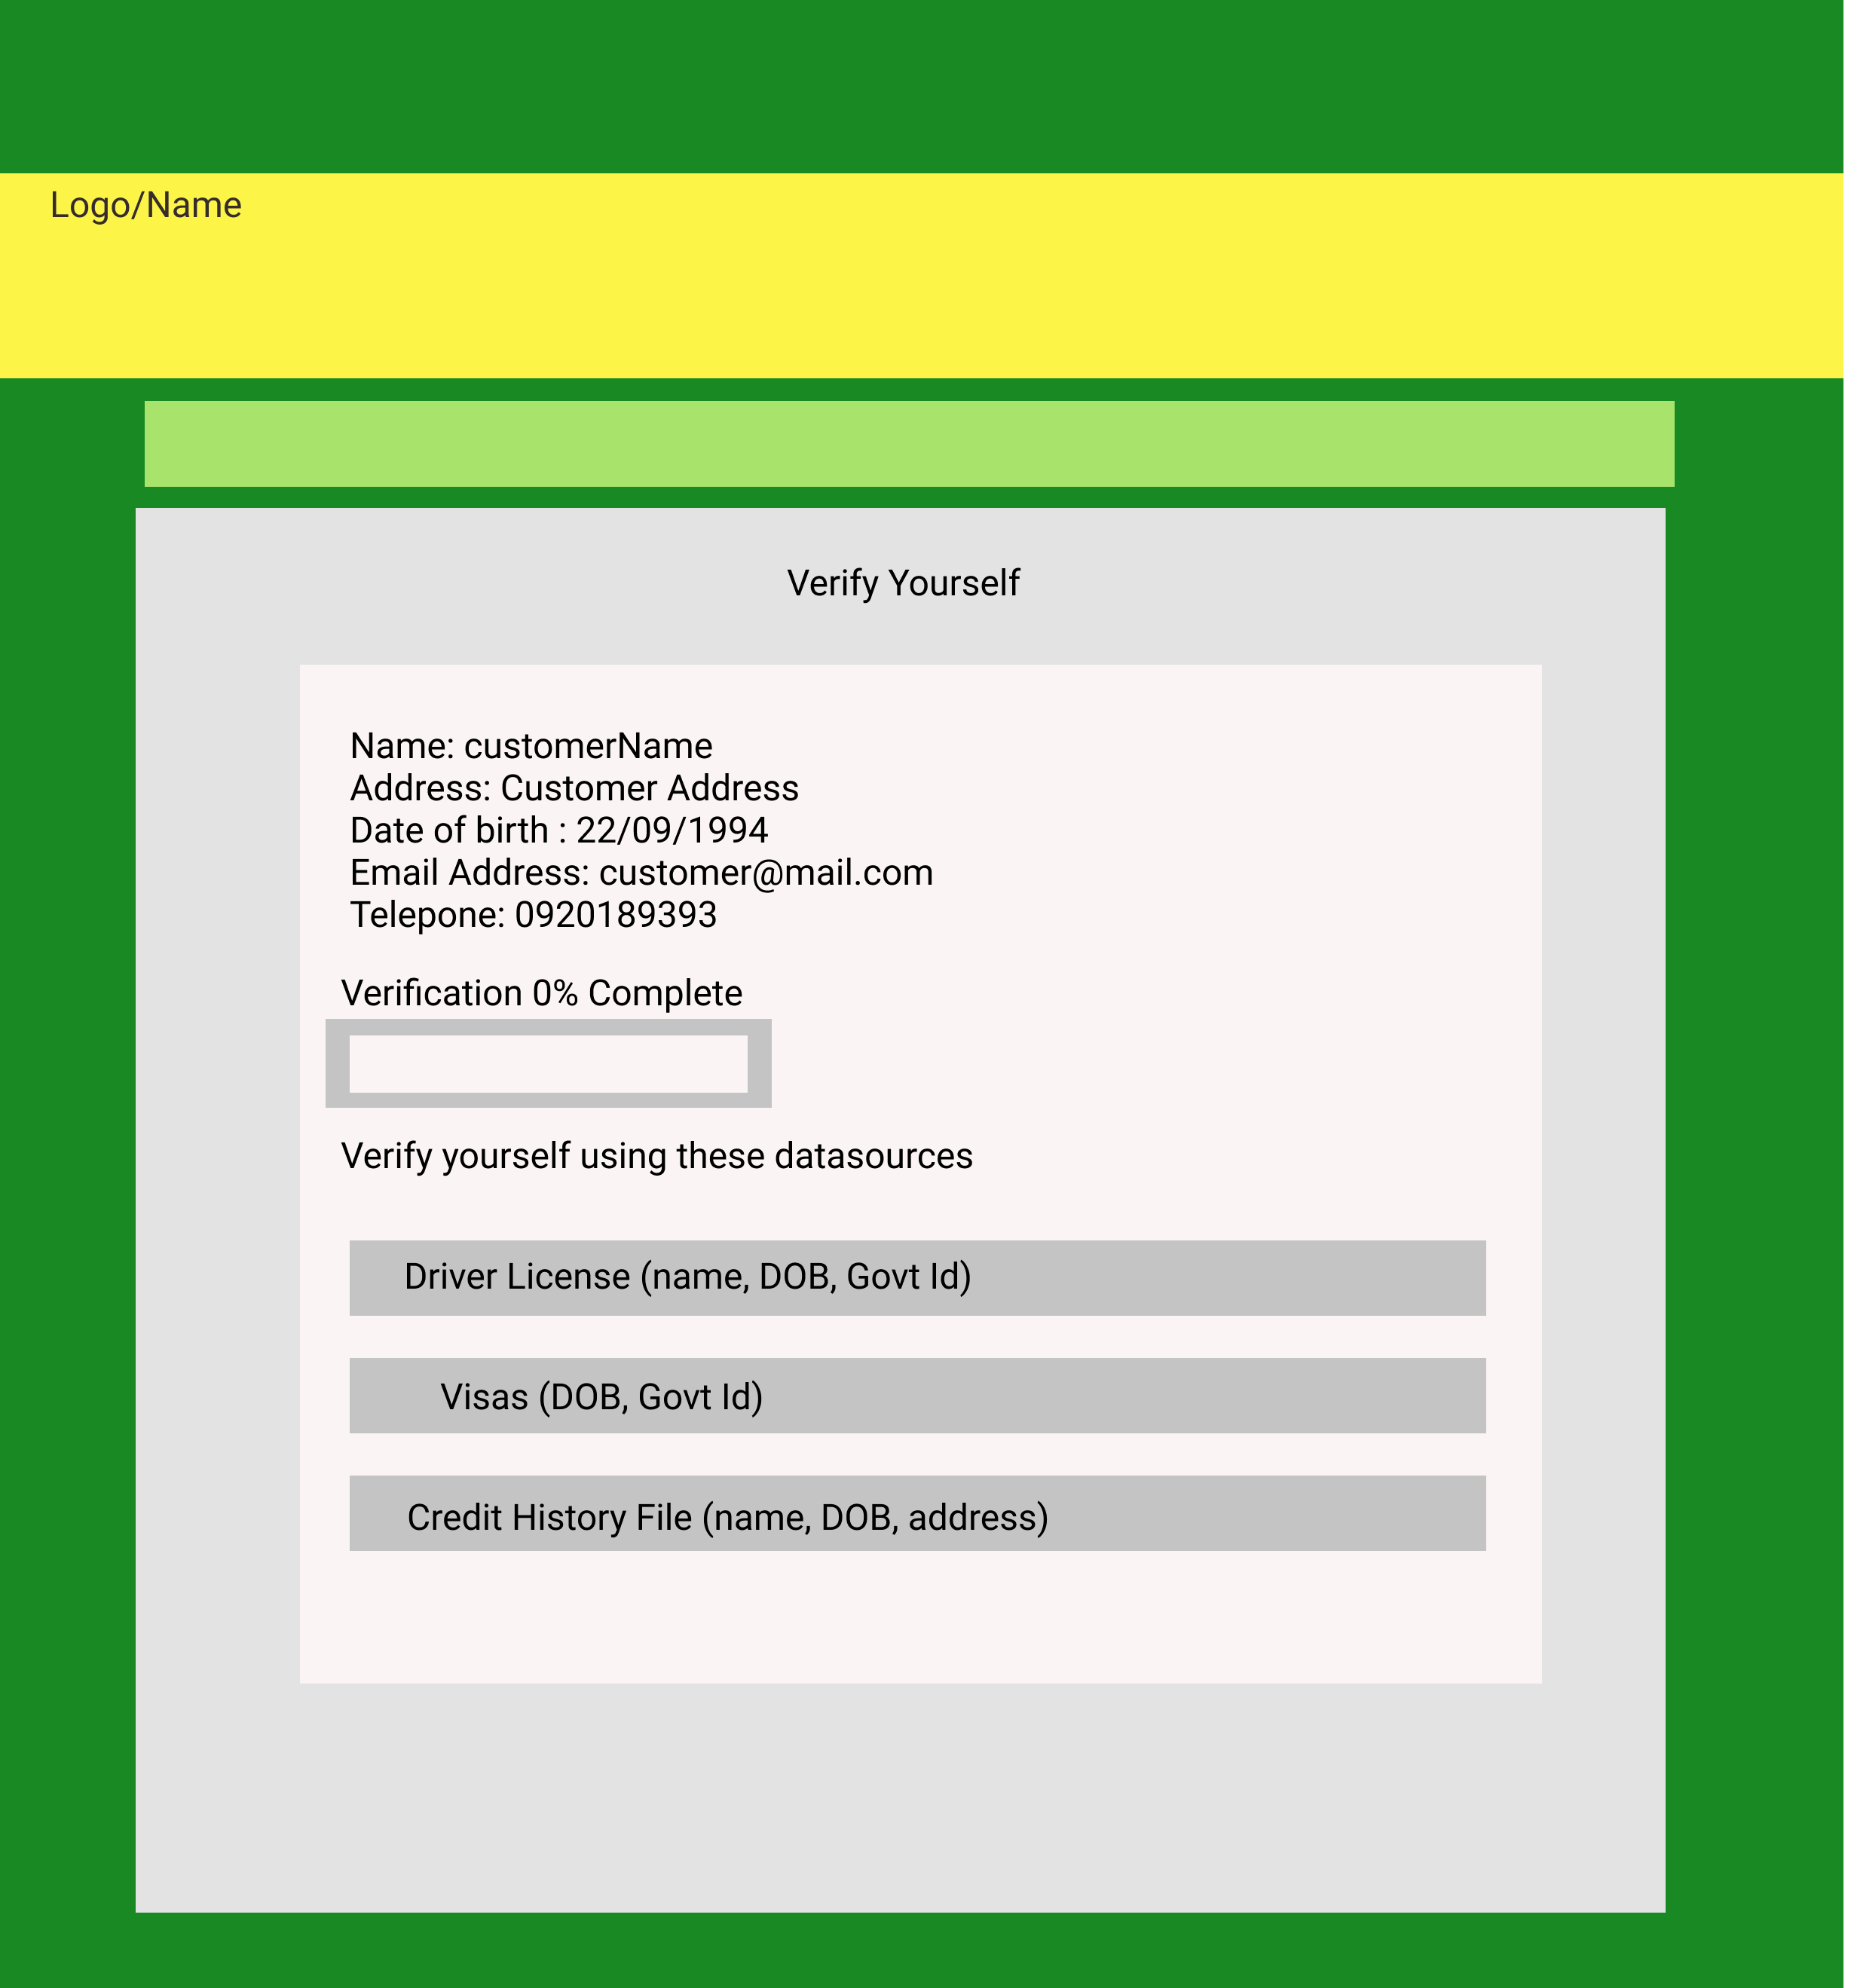 Logo/Name
Verify Yourself
Name: customerName
Address: Customer Address
Date of birth : 22/09/1994
Email Address: customer@mail.com
Telepone: 0920189393
Verification 0% Complete
Verify yourself using these datasources
Driver License (name, DOB, Govt Id)
Visas (DOB, Govt Id)
Credit History File (name, DOB, address)